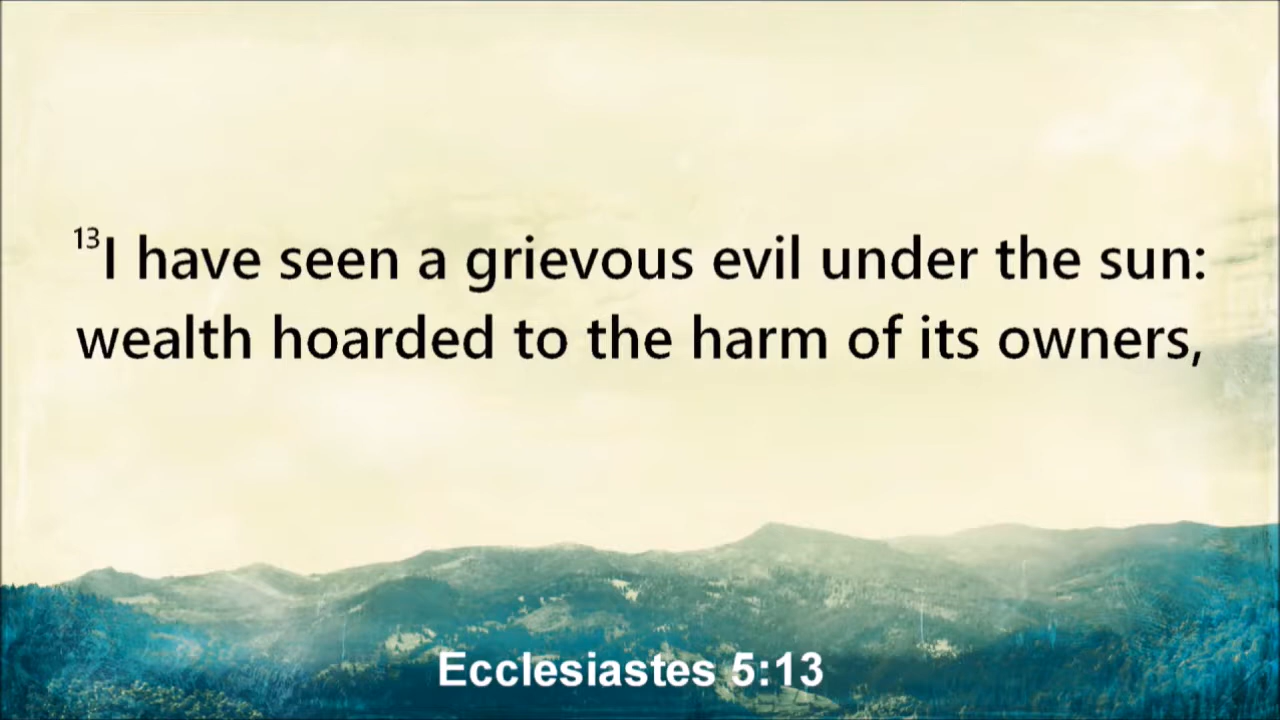 13I have seen a grievous evil under the sun:
wealth hoarded to the harm of its owners,
Ecclesiastes 5:13